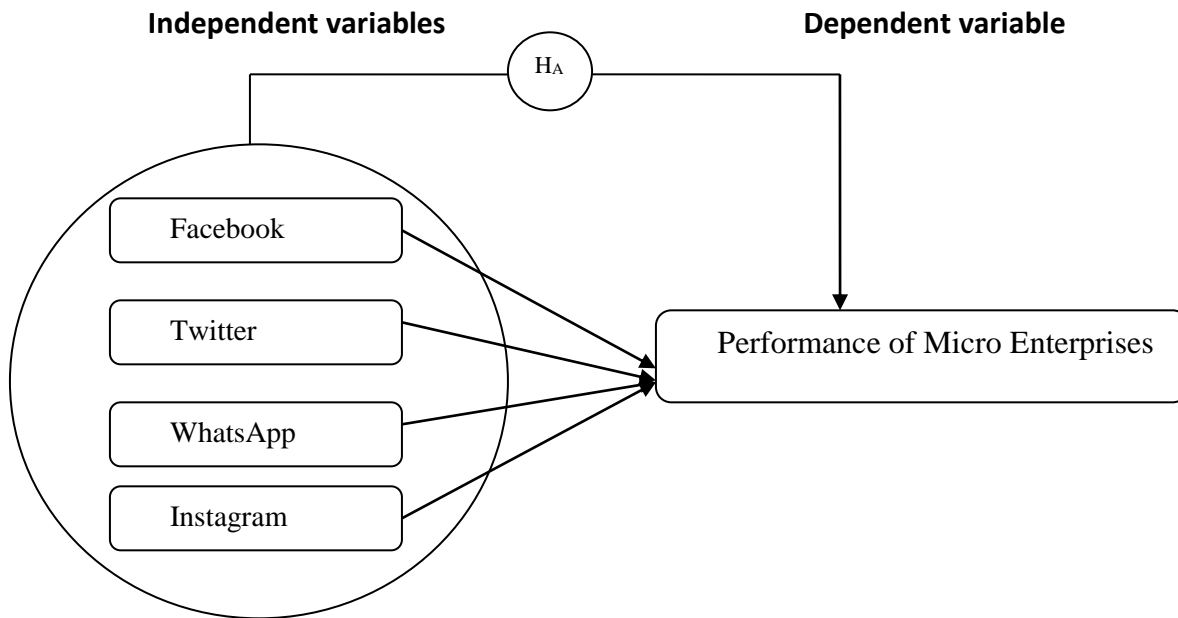 Independent variables
Dependent variable
HA
Facebook
Twitter
Performance of Micro Enterprises
WhatsApp
Instagram